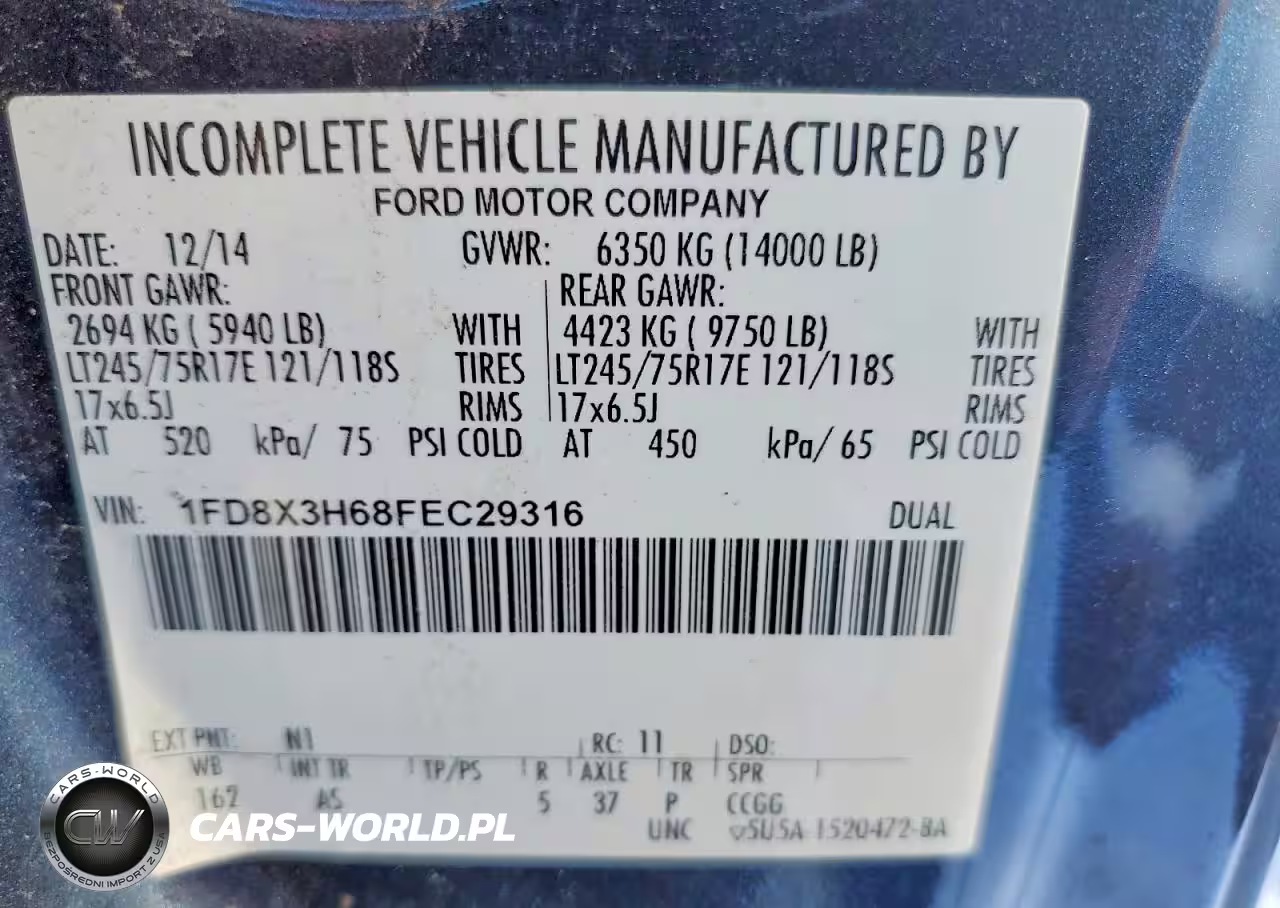 INCOMPLETE VEHICLE MANUFACTURED BY
FORD MOTOR COMPANY
DATE: 12/14 GVWR: 6350 KG (14000 LB)
FRONT GAWR: REAR GAWR:
2694 KG ( 5940 LB) WITH 4423 KG ( 9750 LB) WITH
LT245/75R17E 121/118S TIRES LT245/75R17E 121/118S TIRES
17x6.5J RIMS 17x6.5J RIMS
AT 520 kPa/ 75 PSI COLD AT 450 kPa/ 65 PSI COLD
VIN: 1FD8X3H68FEC29316 DUAL
EXT PNT: N1 RC: 11 DSO:
WB INT TR TP/PS R AXLE TR SPR
162 AS 5 37 P CCGG
UNC 5U5A 1520472-BA
CARS-WORLD
CW
BEZPOŚREDNI IMPORT Z USA
CARS-WORLD.PL